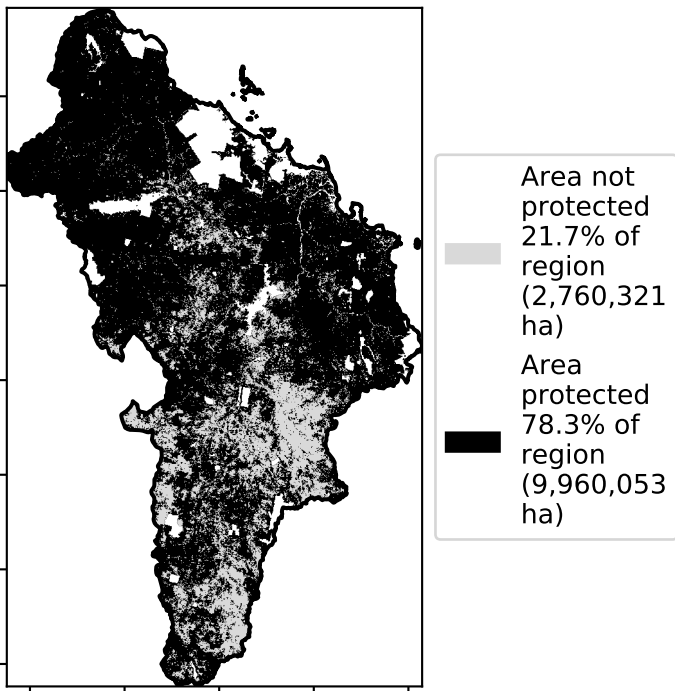 Area not
protected
21.7% of
region
(2,760,321
ha)
Area
protected
78.3% of
region
(9,960,053
ha)